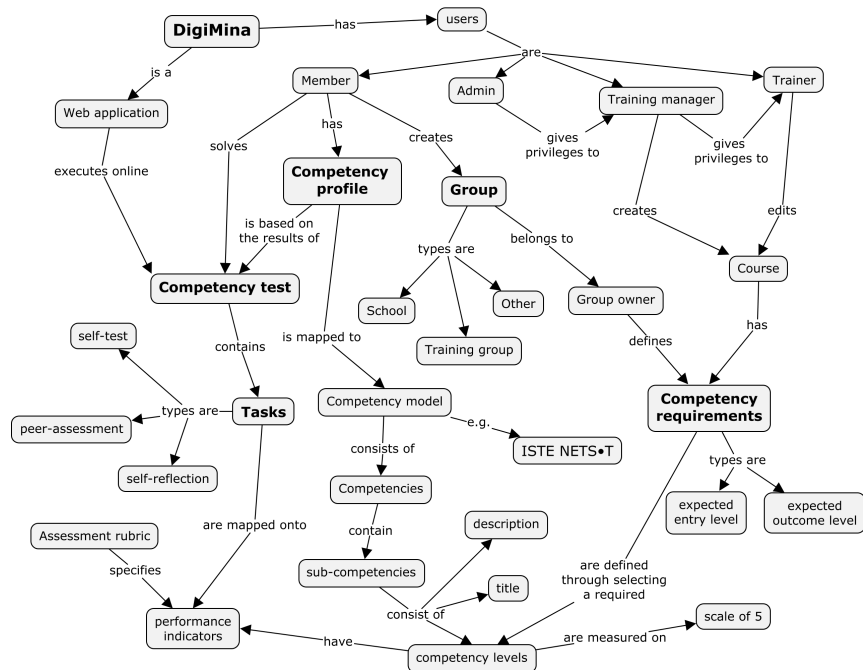 DigiMina
has
users
are
is a
Member
Admin
Training manager
Trainer
Web application
has
creates
gives
privileges to
gives
privileges to
solves
executes online
Competency
profile
Group
is based on
the results of
creates
edits
types are
belongs to
Competency test
School
Other
Group owner
Course
self-test
contains
is mapped to
Training group
defines
has
types are
Tasks
Competency model
Competency
requirements
peer-assessment
e.g.
self-reflection
consists of
ISTE NETS•T
types are
Competencies
expected
entry level
expected
outcome level
Assessment rubric
are mapped onto
contain
description
specifies
sub-competencies
title
are defined
through selecting
a required
performance
indicators
consist of
scale of 5
have
competency levels
are measured on